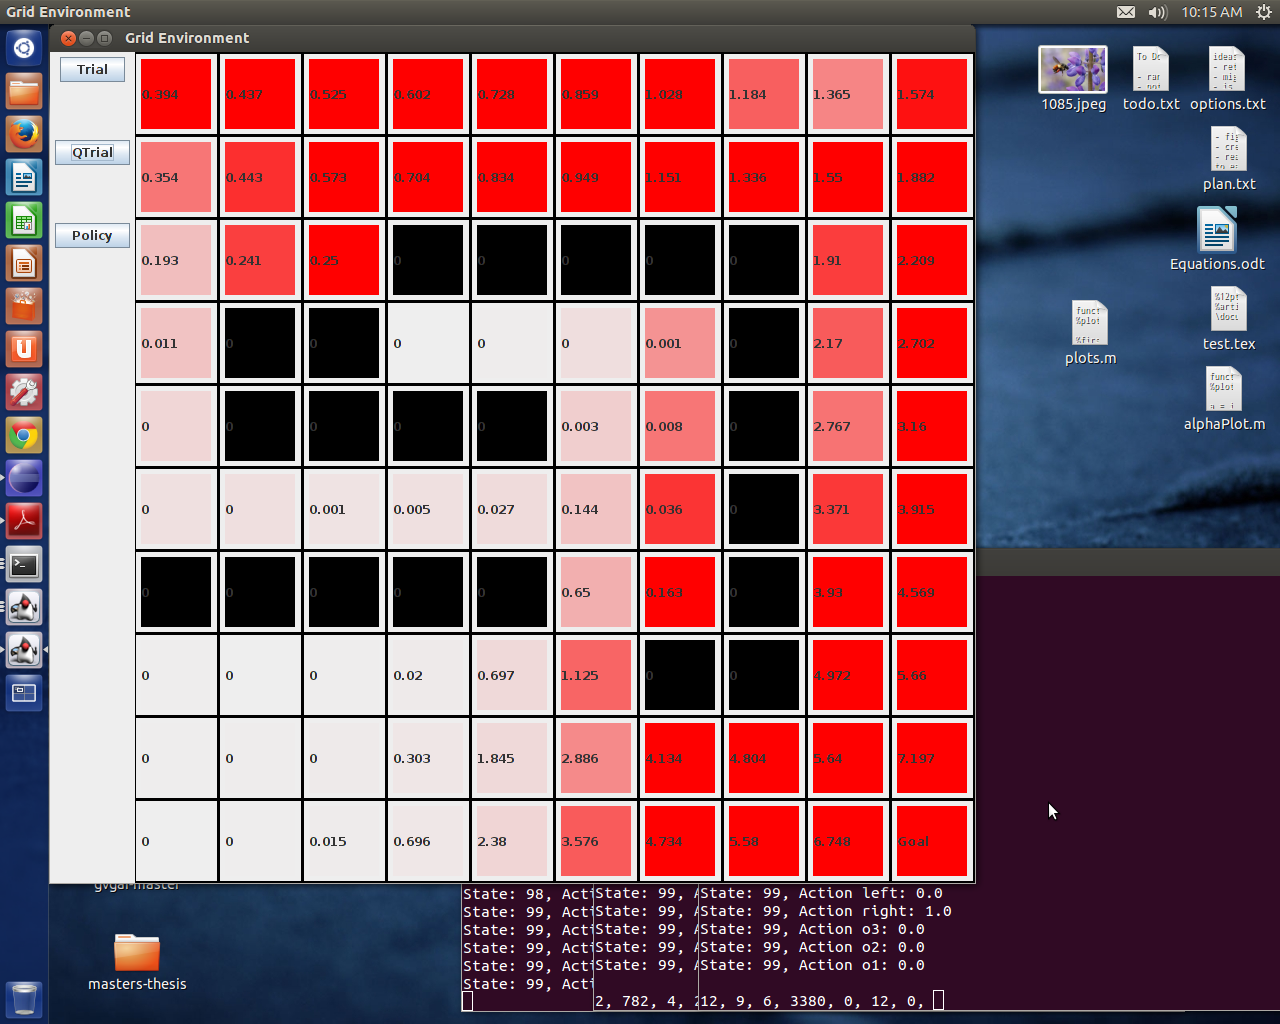 Grid Environment
10:15 AM
Grid Environment
Trial
0.394 0.437 0.525 0.602 0.728 0.859 1.028 1.184 1.365 1.574
QTrial
0.354 0.443 0.573 0.704 0.834 0.949 1.151 1.336 1.55 1.882
Policy
0.193 0.241 0.25 0 0 0 0 0 1.91 2.209
0.011 0 0 0 0 0 0.001 0 2.17 2.702
0 0 0 0 0 0.003 0.008 0 2.767 3.16
0 0 0.001 0.005 0.027 0.144 0.036 0 3.371 3.915
0 0 0 0 0 0.65 0.163 0 3.93 4.569
0 0 0 0.02 0.697 1.125 0 0 4.972 5.66
0 0 0 0.303 1.845 2.886 4.134 4.804 5.64 7.197
0 0 0.015 0.696 2.38 3.576 4.734 5.58 6.748 Goal
1085.jpeg
To Do
todo.txt
options.txt
plan.txt
Equations.odt
test.tex
plots.m
alphaPlot.m
masters-thesis
State: 98, Acti
State: 99, Acti
State: 99, Acti
State: 99, Acti
State: 99, Acti
State: 99, Acti
State: 99, A
State: 99, A
State: 99, A
State: 99, A
State: 99, A
2, 782, 4, 2
State: 99, Action left: 0.0
State: 99, Action right: 1.0
State: 99, Action o3: 0.0
State: 99, Action o2: 0.0
State: 99, Action o1: 0.0
12, 9, 6, 3380, 0, 12, 0,